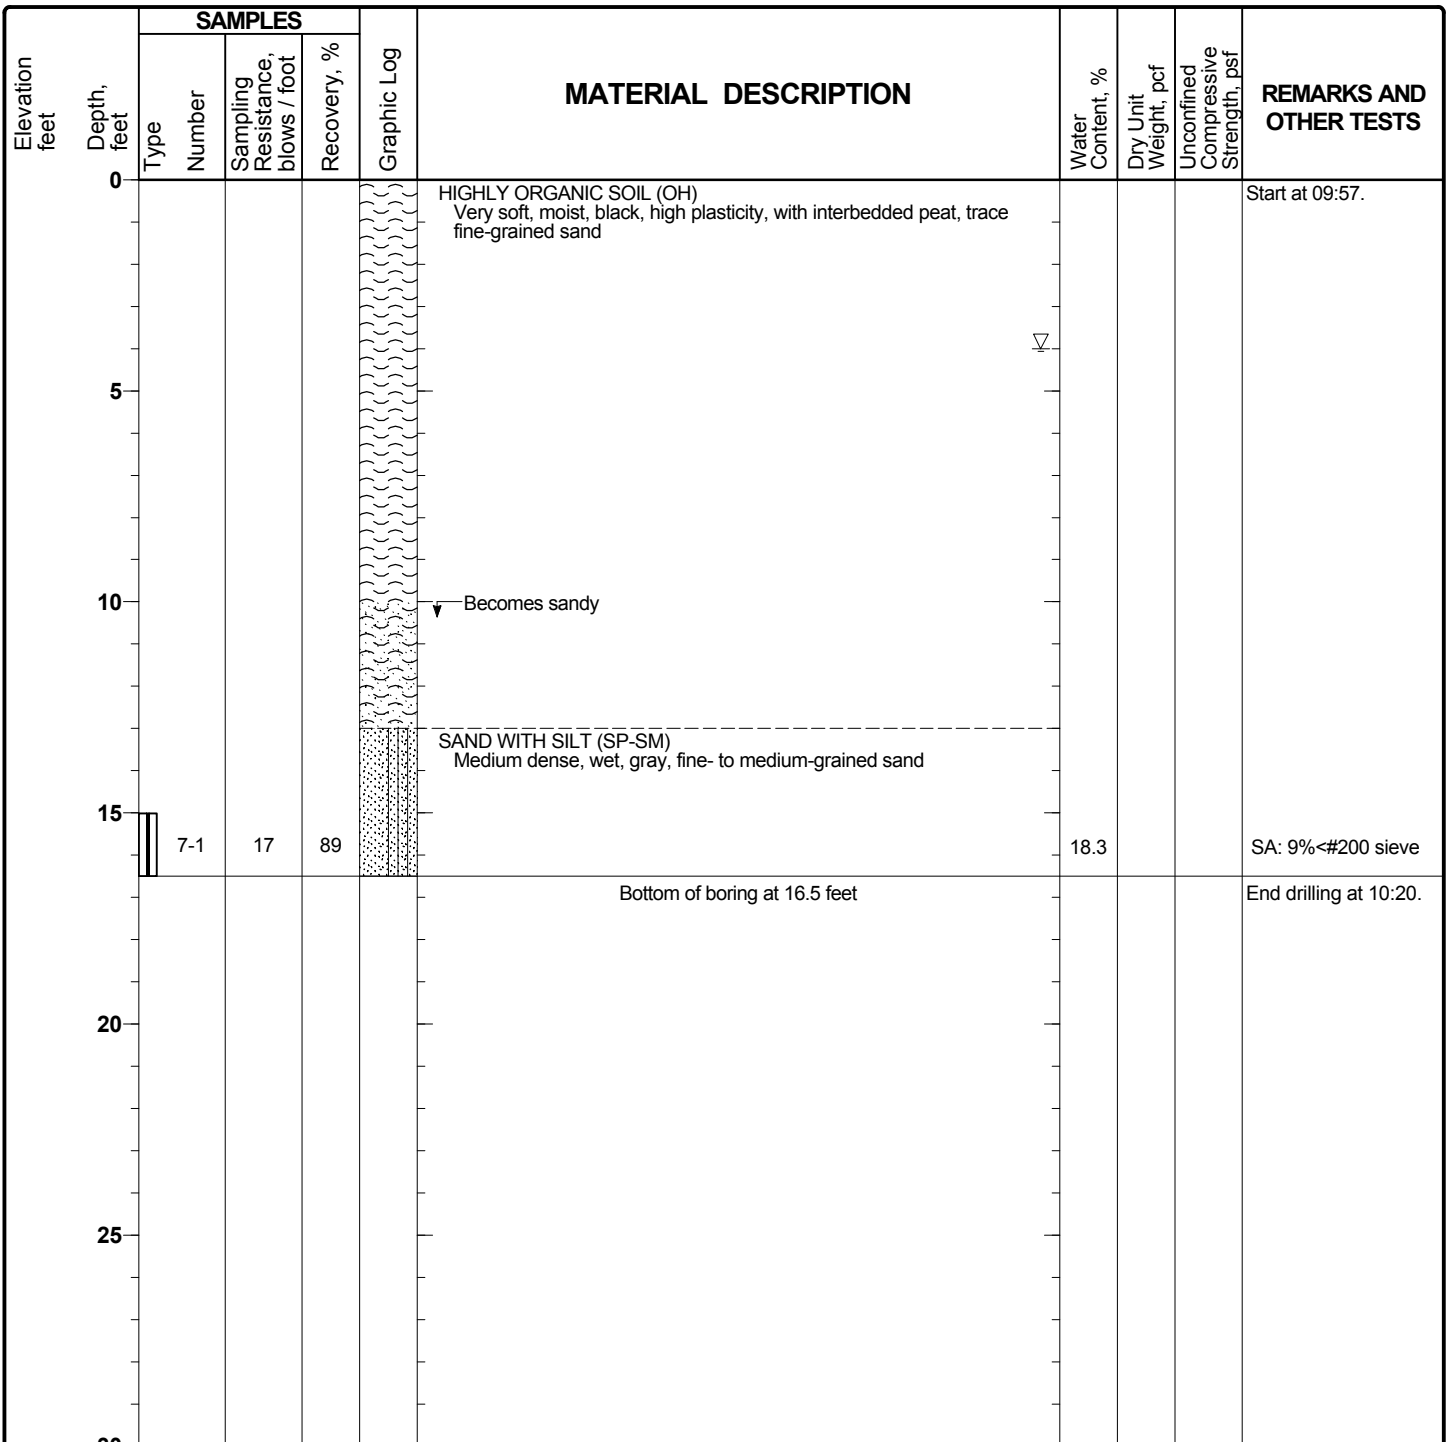 SAMPLES
Elevation
feet
Depth,
feet
Type
Number
Sampling
Resistance,
blows / foot
Recovery, %
Graphic Log
MATERIAL DESCRIPTION
Water
Content, %
Dry Unit
Weight, pcf
Unconfined
Compressive
Strength, psf
REMARKS AND
OTHER TESTS
0
HIGHLY ORGANIC SOIL (OH)
Very soft, moist, black, high plasticity, with interbedded peat, trace
fine-grained sand
Start at 09:57.
5
10
Becomes sandy
SAND WITH SILT (SP-SM)
Medium dense, wet, gray, fine- to medium-grained sand
15
7-1
17
89
18.3
SA: 9%<#200 sieve
Bottom of boring at 16.5 feet
End drilling at 10:20.
20
25